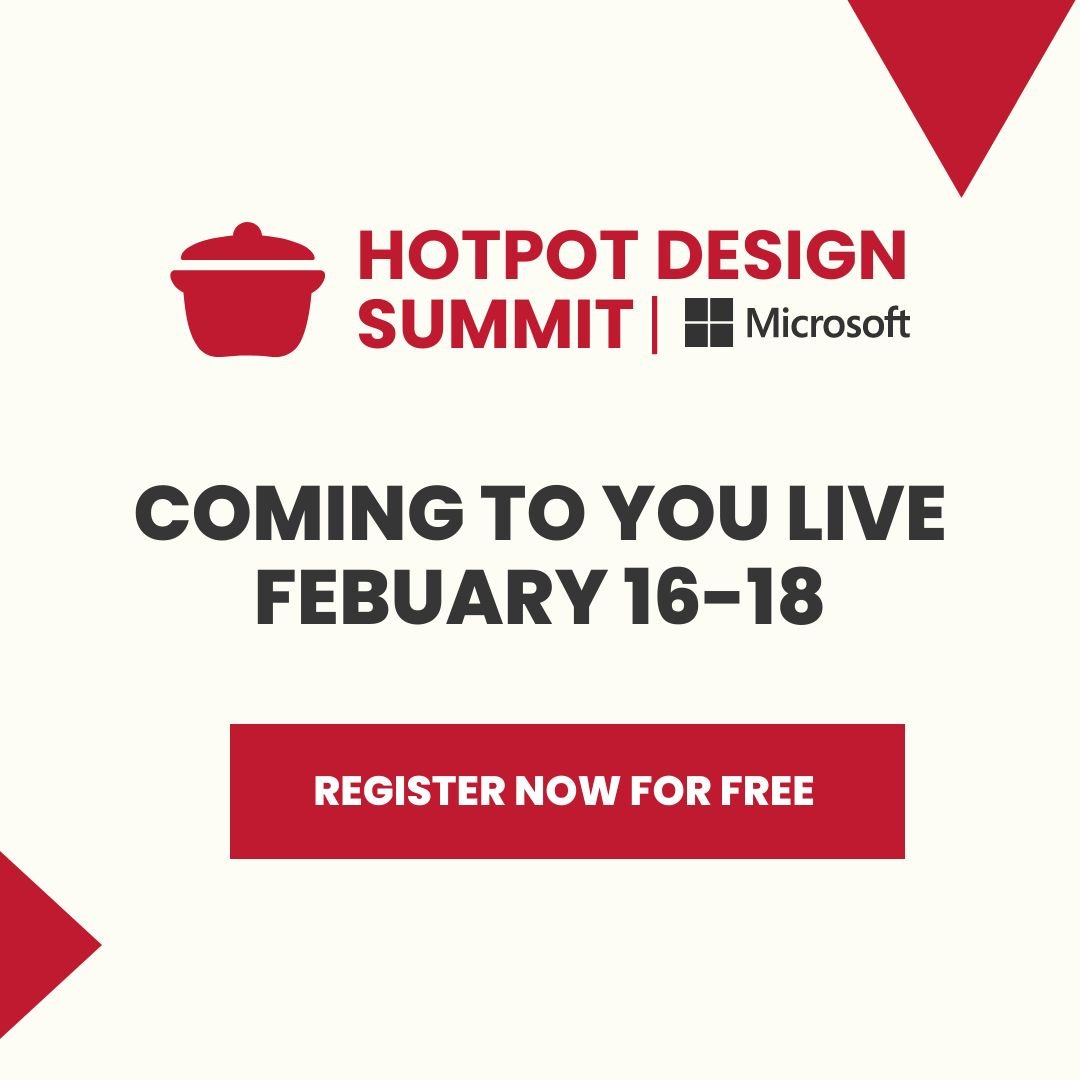 HOTPOT DESIGN
SUMMIT | Microsoft
COMING TO YOU LIVE
FEBUARY 16-18
REGISTER NOW FOR FREE